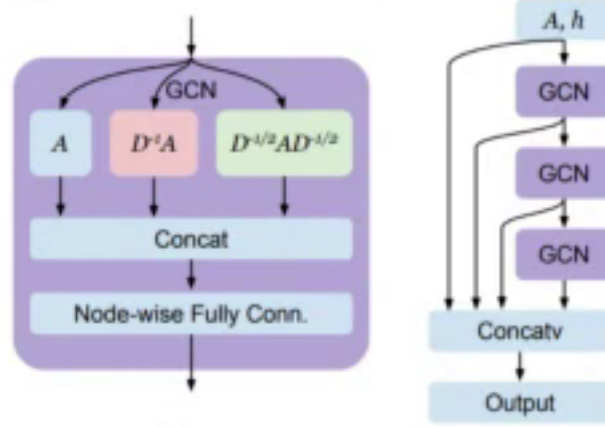 GCN
A
D⁻¹A
D⁻¹/²AD⁻¹/²
Concat
Node-wise Fully Conn.
A, h
GCN
GCN
GCN
Concatv
Output